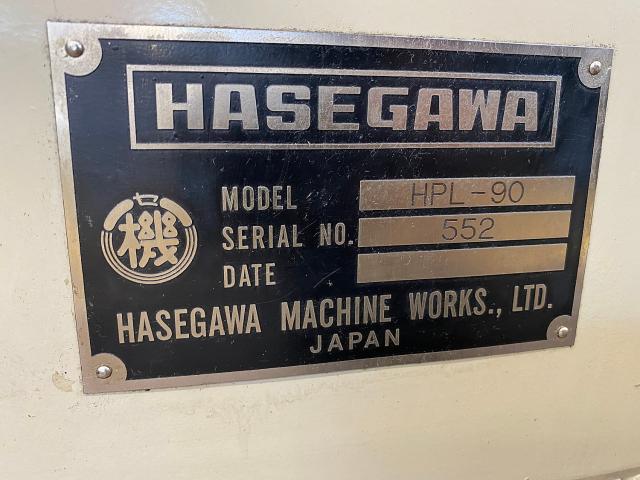 HASEGAWA
MODEL HPL-90
SERIAL NO. 552
機
DATE
HASEGAWA MACHINE WORKS., LTD.
JAPAN